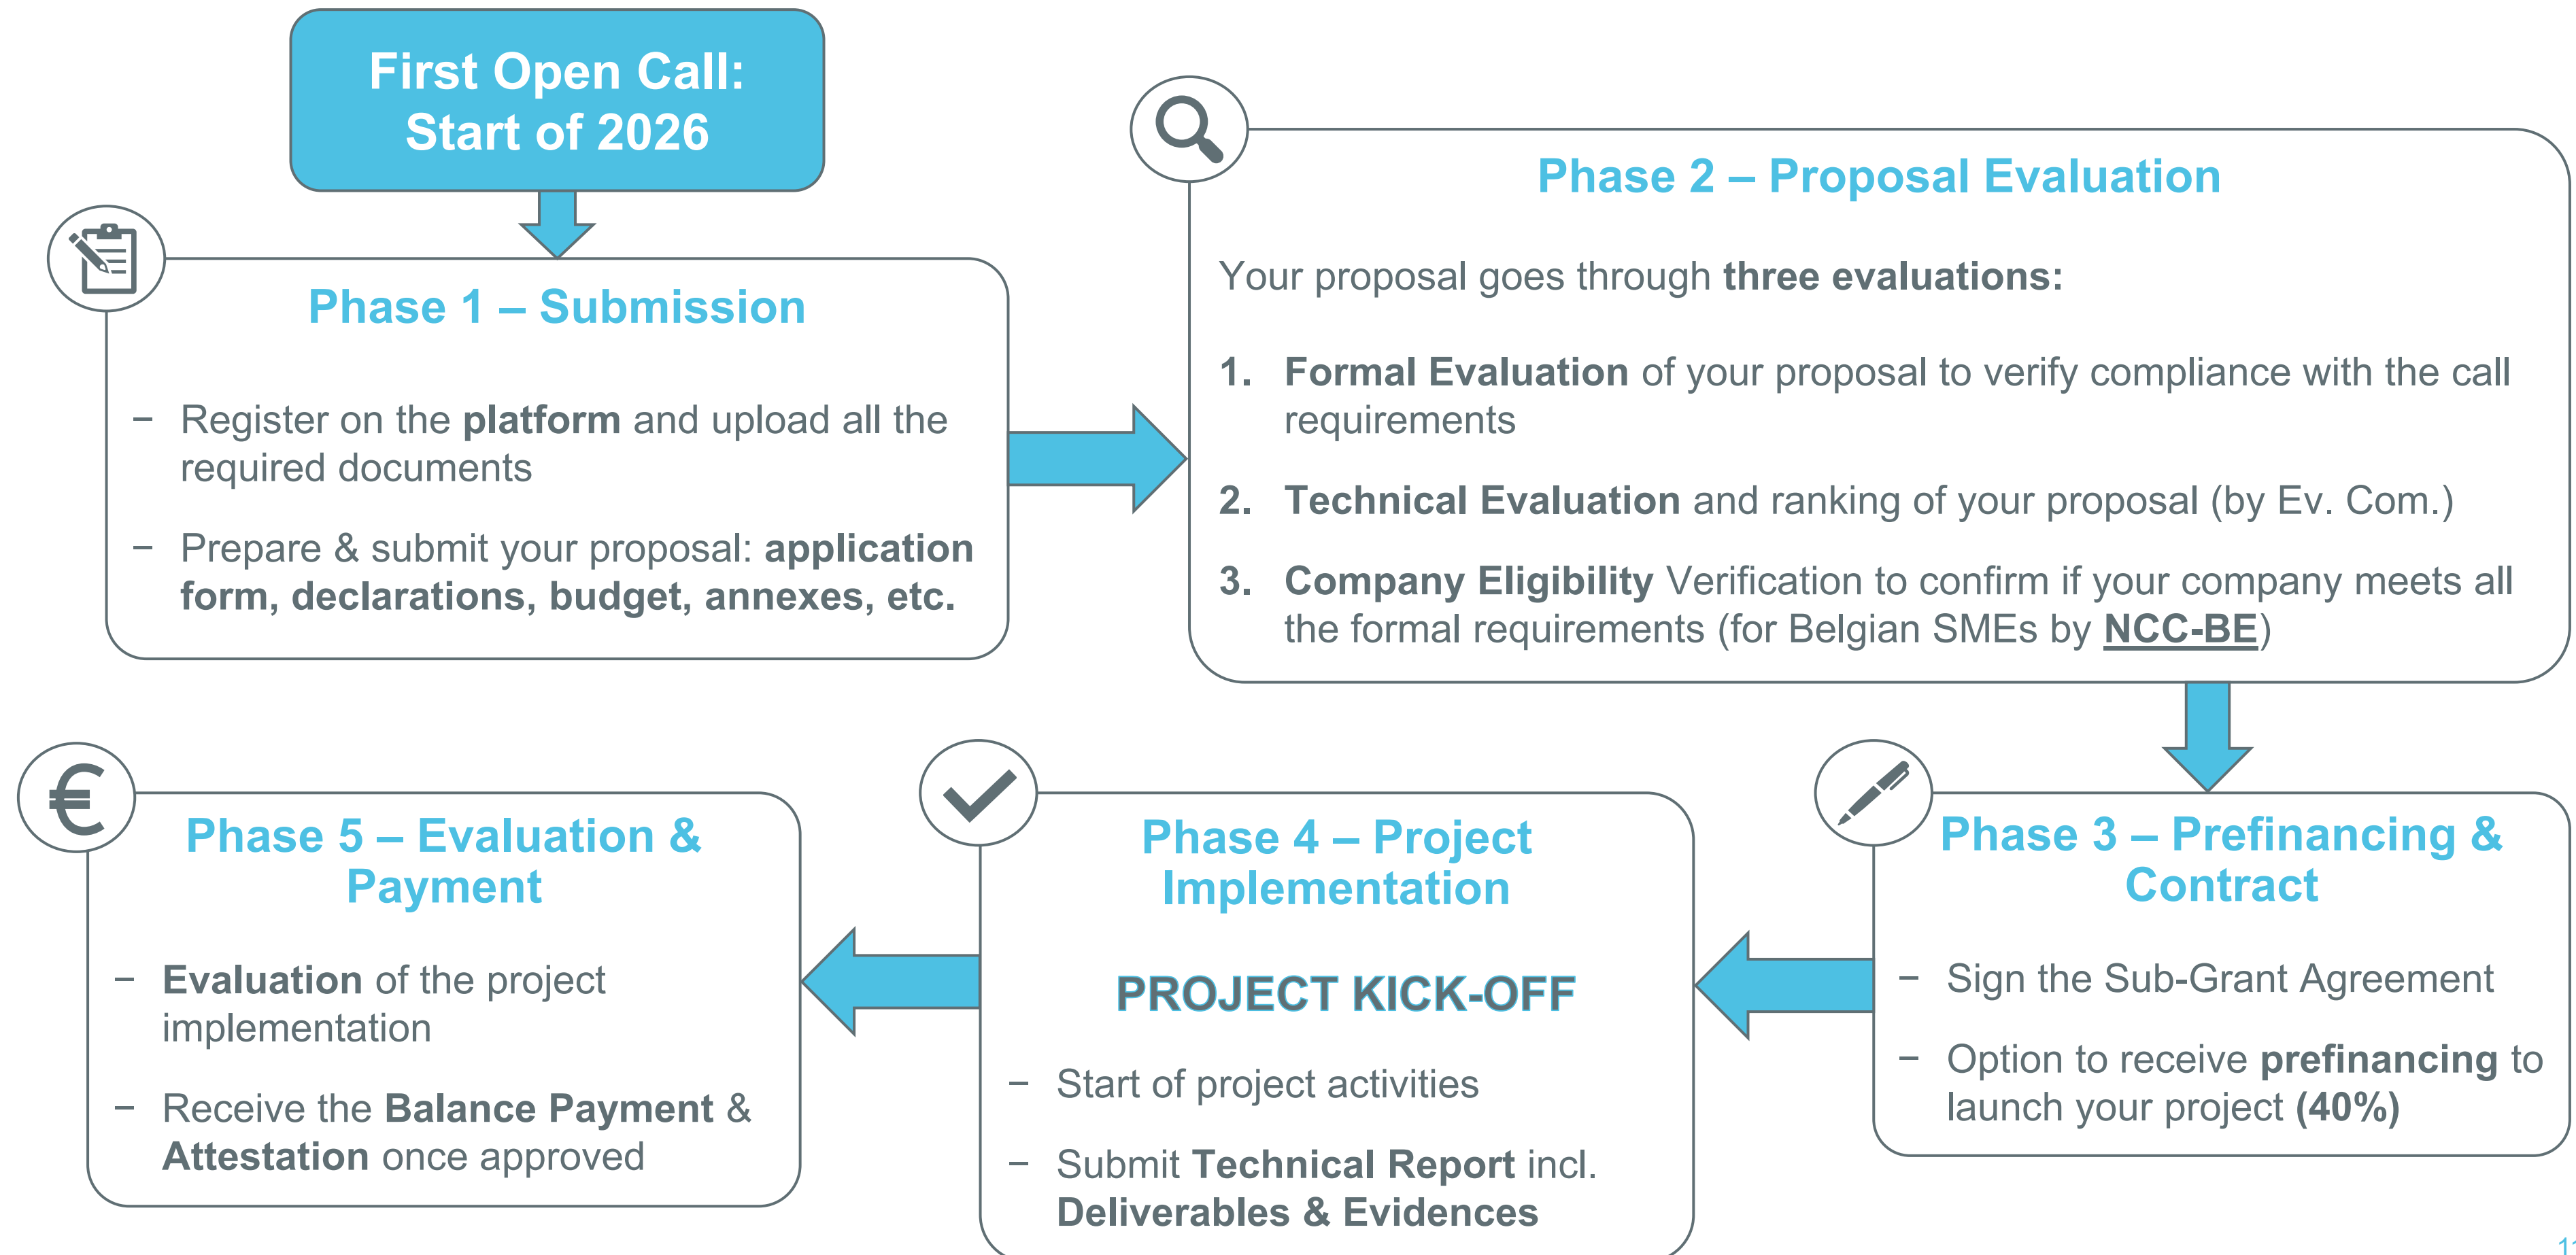 First Open Call:
Start of 2026
Phase 1 – Submission
− Register on the platform and upload all the
required documents
− Prepare & submit your proposal: application
form, declarations, budget, annexes, etc.
Phase 2 – Proposal Evaluation
Your proposal goes through three evaluations:
1. Formal Evaluation of your proposal to verify compliance with the call
requirements
2. Technical Evaluation and ranking of your proposal (by Ev. Com.)
3. Company Eligibility Verification to confirm if your company meets all
the formal requirements (for Belgian SMEs by NCC-BE)
Phase 3 – Prefinancing &
Contract
− Sign the Sub-Grant Agreement
− Option to receive prefinancing to
launch your project (40%)
Phase 4 – Project
Implementation
PROJECT KICK-OFF
− Start of project activities
− Submit Technical Report incl.
Deliverables & Evidences
€
Phase 5 – Evaluation &
Payment
− Evaluation of the project
implementation
− Receive the Balance Payment &
Attestation once approved